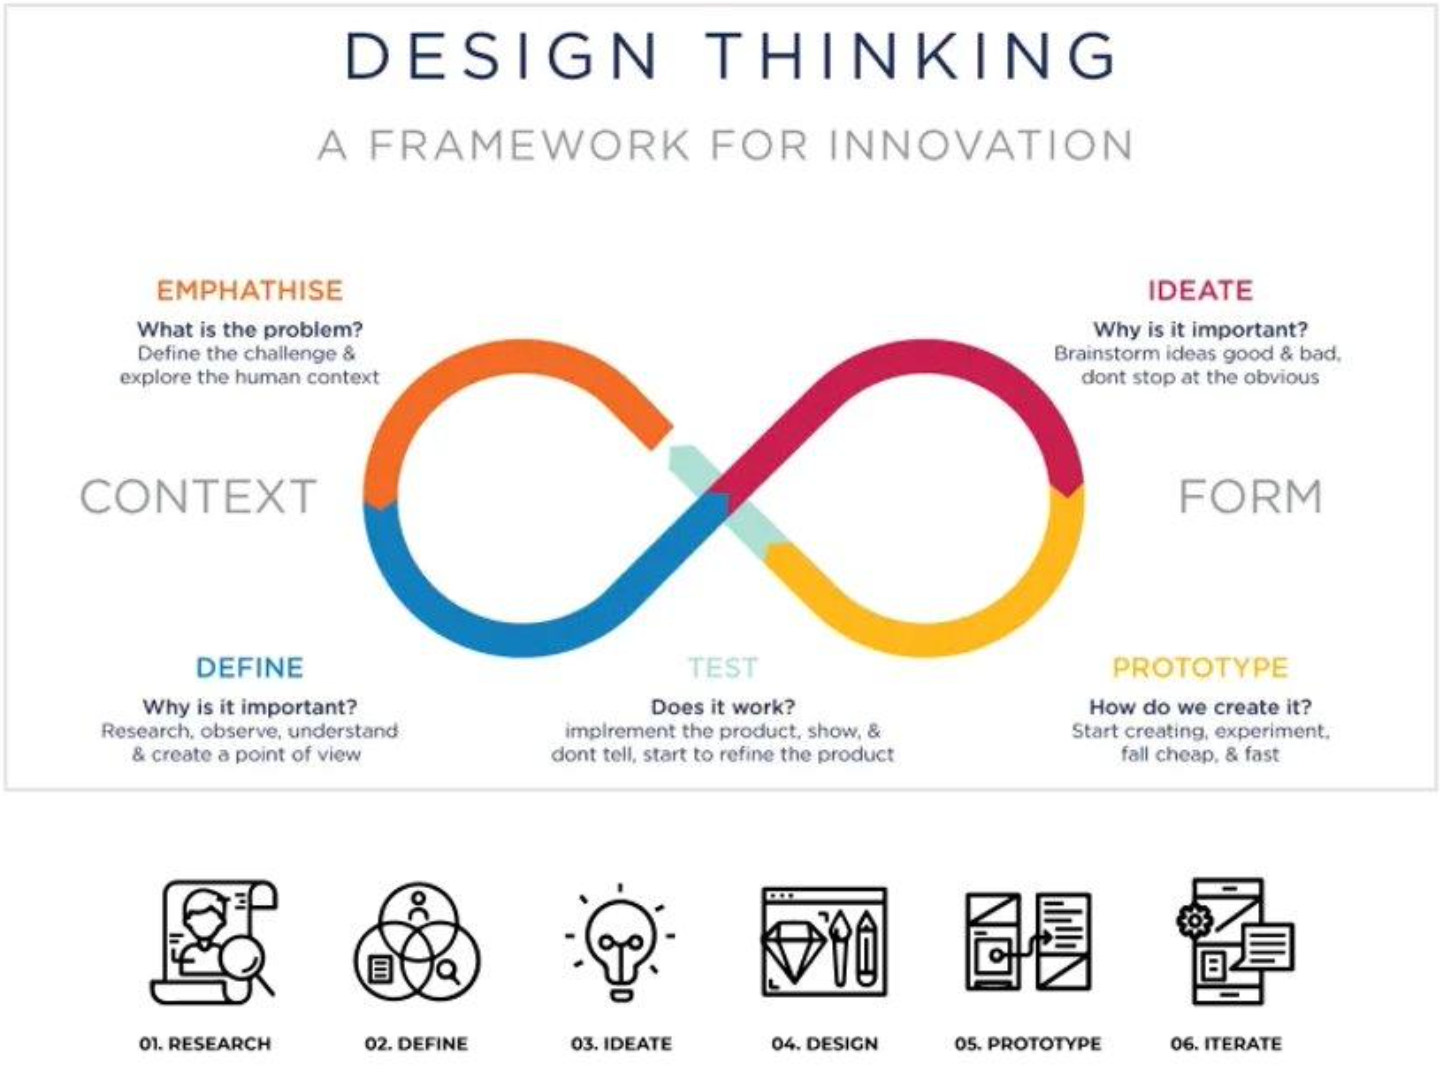 DESIGN THINKING
A FRAMEWORK FOR INNOVATION
EMPHATHISE
What is the problem?
Define the challenge &
explore the human context
IDEATE
Why is it important?
Brainstorm ideas good & bad,
dont stop at the obvious
CONTEXT
FORM
DEFINE
Why is it important?
Research, observe, understand
& create a point of view
TEST
Does it work?
implrement the product, show, &
dont tell, start to refine the product
PROTOTYPE
How do we create it?
Start creating, experiment,
fall cheap, & fast
01. RESEARCH
02. DEFINE
03. IDEATE
04. DESIGN
05. PROTOTYPE
06. ITERATE